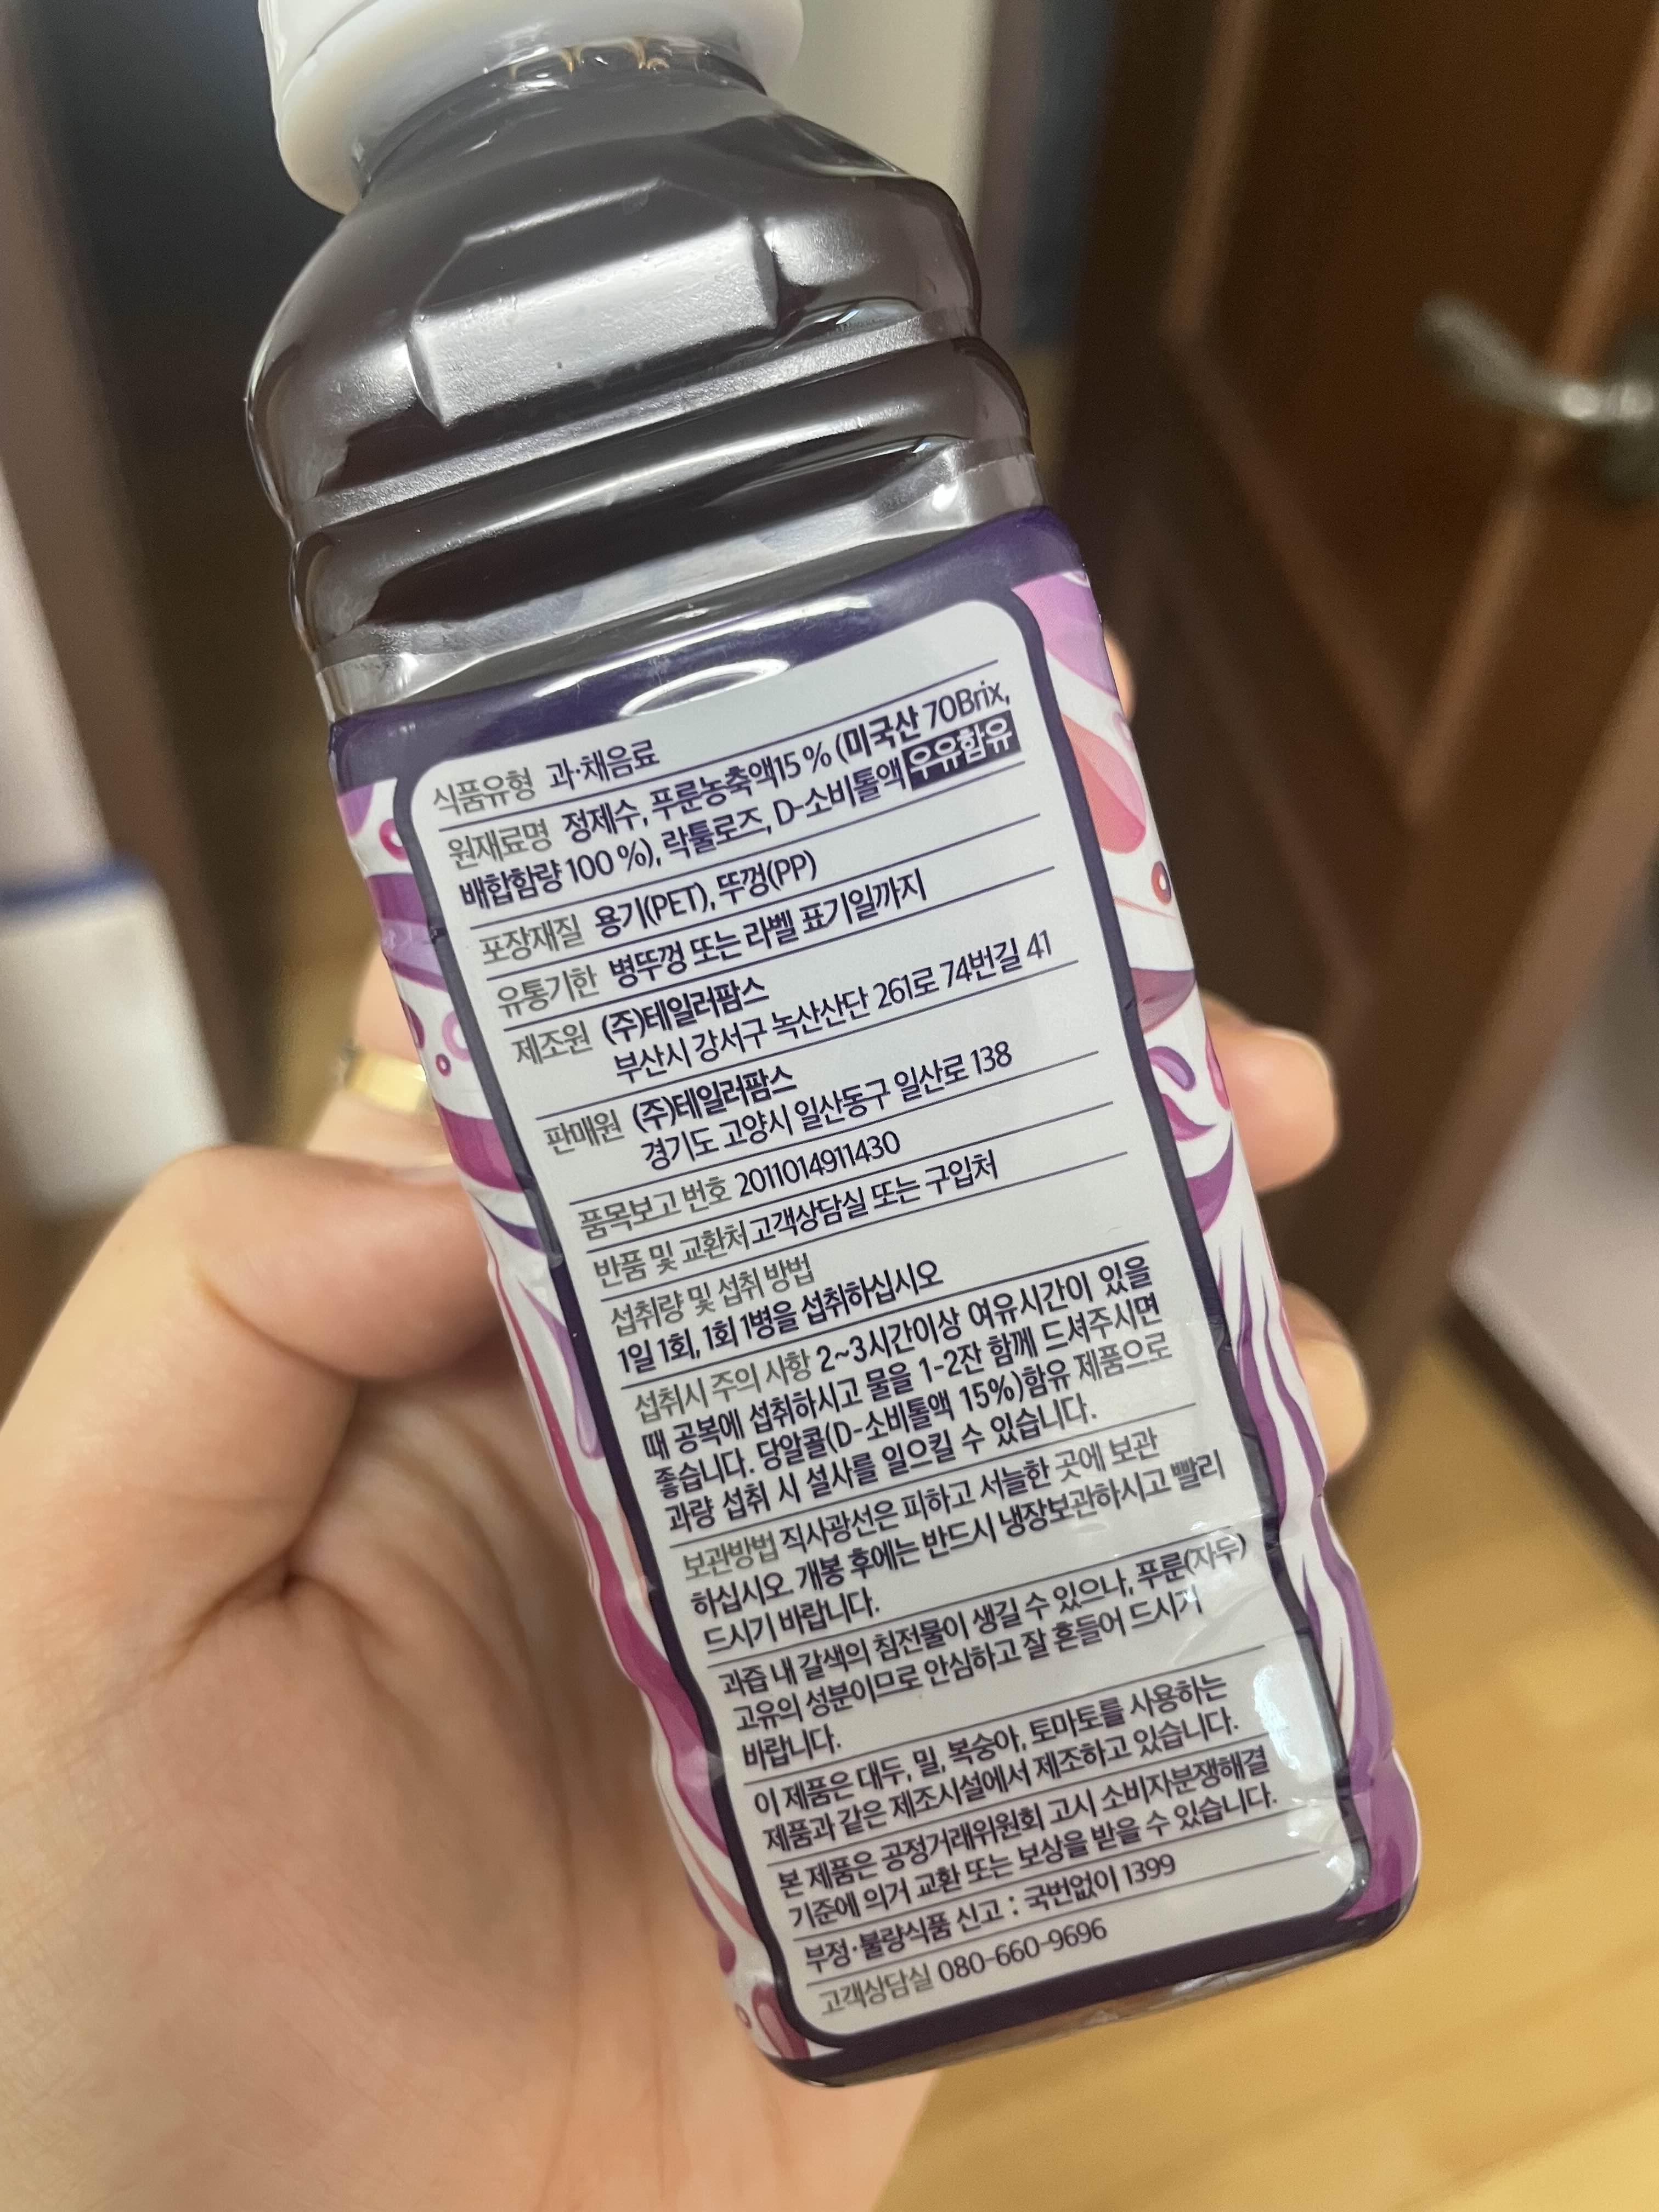 식품유형 과·채음료
원재료명 정제수, 푸룬농축액15 % (미국산 70Brix,
배합함량 100 %), 락툴로즈, D-소비톨액 우유함유
포장재질 용기(PET), 뚜껑(PP)
유통기한 병뚜껑 또는 라벨 표기일까지
제조원 (주)테일러팜스
부산시 강서구 녹산산단 261로 74번길 41
판매원 (주)테일러팜스
경기도 고양시 일산동구 일산로 138
품목보고 번호 2011014911430
반품 및 교환처 고객상담실 또는 구입처
섭취량 및 섭취 방법
1일 1회, 1회 1병을 섭취하십시오
섭취시 주의 사항 2~3시간이상 여유시간이 있을
때 공복에 섭취하시고 물을 1-2잔 함께 드셔주시면
좋습니다. 당알콜(D-소비톨액 15%)함유 제품으로
과량 섭취 시 설사를 일으킬 수 있습니다.
보관방법 직사광선은 피하고 서늘한 곳에 보관
하십시오. 개봉 후에는 반드시 냉장보관하시고 빨리
드시기 바랍니다.
과즙 내 갈색의 침전물이 생길 수 있으나, 푸룬(자두)
고유의 성분이므로 안심하고 잘 흔들어 드시기
바랍니다.
이 제품은 대두, 밀, 복숭아, 토마토를 사용하는
제품과 같은 제조시설에서 제조하고 있습니다.
본 제품은 공정거래위원회 고시 소비자분쟁해결
기준에 의거 교환 또는 보상을 받을 수 있습니다.
부정·불량식품 신고 : 국번없이 1399
고객상담실 080-660-9696